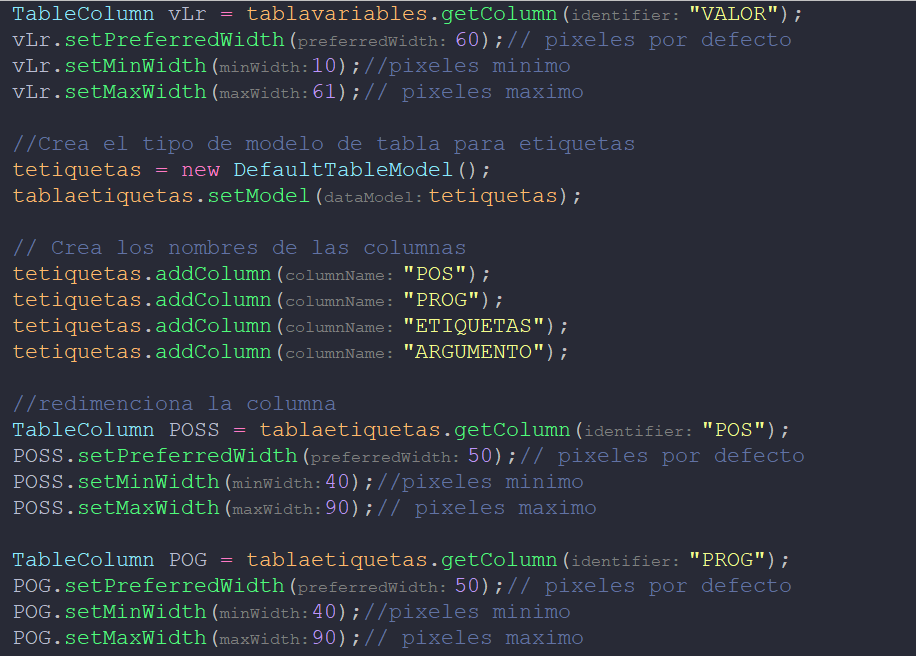 TableColumn vLr = tablavariables.getColumn(identifier: "VALOR");
vLr.setPreferredWidth(preferredWidth: 60);// pixeles por defecto
vLr.setMinWidth(minWidth:10);//pixeles minimo
vLr.setMaxWidth(maxWidth:61);// pixeles maximo
//Crea el tipo de modelo de tabla para etiquetas
tetiquetas = new DefaultTableModel();
tablaetiquetas.setModel(dataModel:tetiquetas);
// Crea los nombres de las columnas
tetiquetas.addColumn(columnName: "POS");
tetiquetas.addColumn(columnName: "PROG");
tetiquetas.addColumn(columnName: "ETIQUETAS");
tetiquetas.addColumn(columnName: "ARGUMENTO");
//redimenciona la columna
TableColumn POSS = tablaetiquetas.getColumn(identifier: "POS");
POSS.setPreferredWidth(preferredWidth: 50);// pixeles por defecto
POSS.setMinWidth(minWidth:40);//pixeles minimo
POSS.setMaxWidth(maxWidth:90);// pixeles maximo
TableColumn POG = tablaetiquetas.getColumn(identifier: "PROG");
POG.setPreferredWidth(preferredWidth: 50);// pixeles por defecto
POG.setMinWidth(minWidth:40);//pixeles minimo
POG.setMaxWidth(maxWidth:90);// pixeles maximo